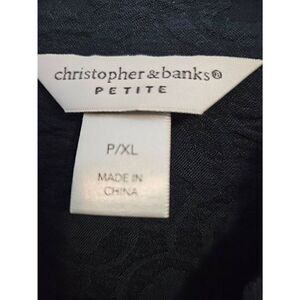 christopher & banks®
PETITE
P/XL
MADE IN
CHINA